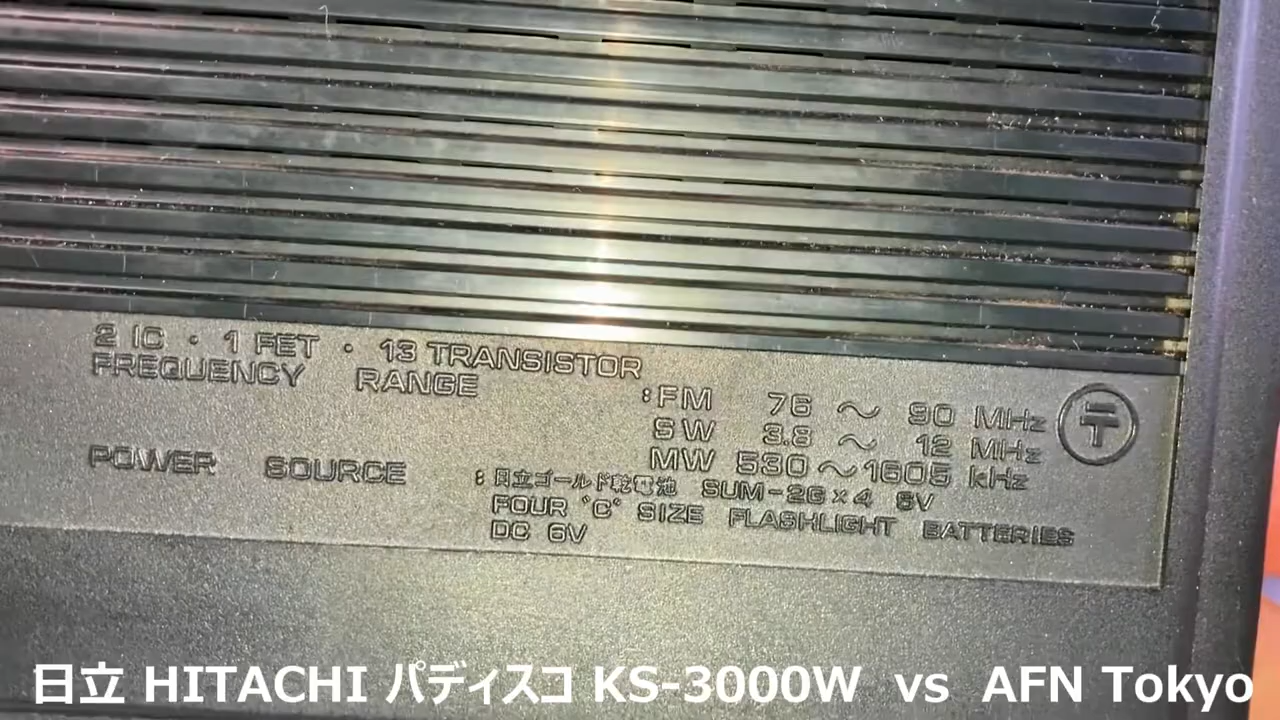 2 IC · 1 FET · 13 TRANSISTOR
FREQUENCY RANGE :FM 76 ～ 90 MHz
SW 3.8 ～ 12 MHz
MW 530～1605 kHz
〒
POWER SOURCE :日立ゴールド乾電池 SUM-2G×4 6V
FOUR "C" SIZE FLASHLIGHT BATTERIES
DC 6V
日立 HITACHI パディスコ KS-3000W vs AFN Tokyo